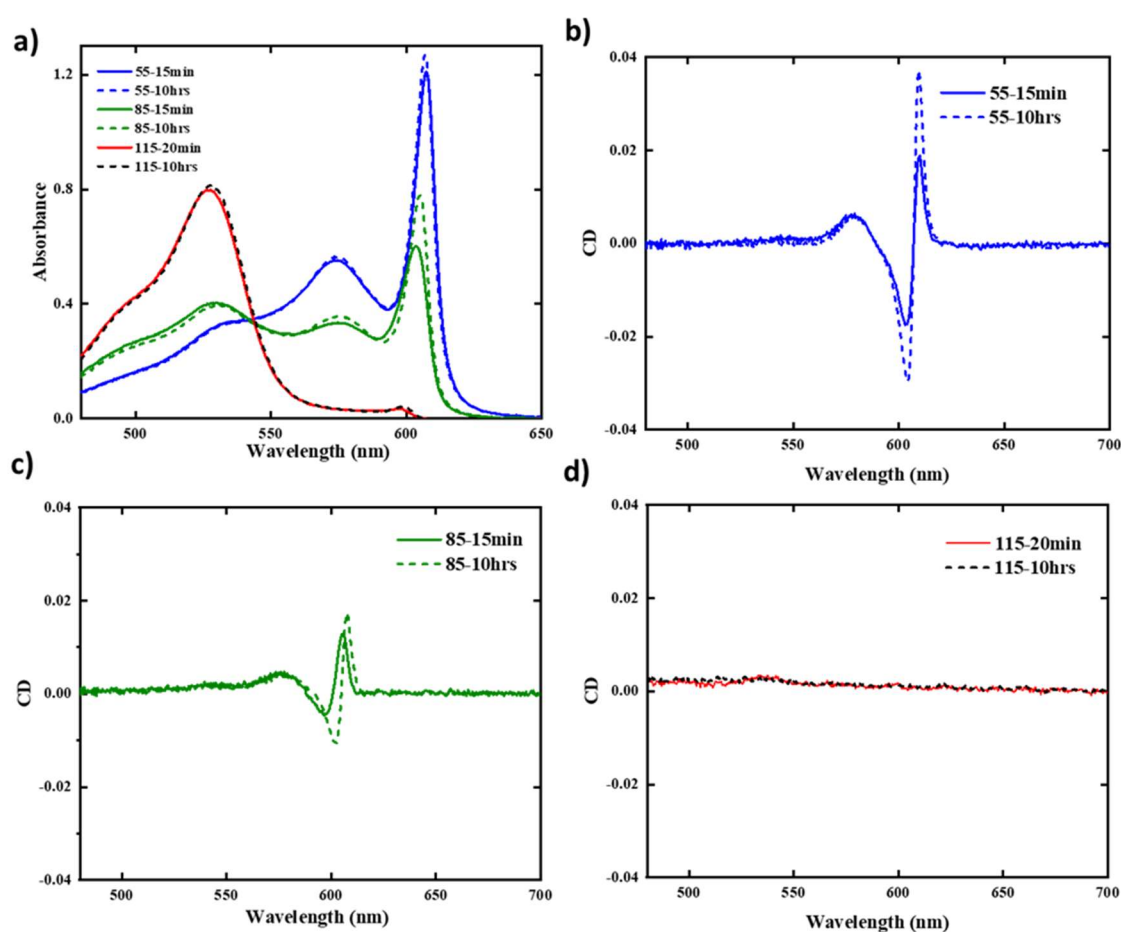 a)
55-15min
55-10hrs
85-15min
85-10hrs
115-20min
115-10hrs
Absorbance
1.2
0.8
0.4
0.0
500
550
600
650
Wavelength (nm)
b)
55-15min
55-10hrs
CD
0.04
0.02
0.00
-0.02
-0.04
500
550
600
650
700
Wavelength (nm)
c)
85-15min
85-10hrs
CD
0.04
0.02
0.00
-0.02
-0.04
500
550
600
650
700
Wavelength (nm)
d)
115-20min
115-10hrs
CD
0.04
0.02
0.00
-0.02
-0.04
500
550
600
650
700
Wavelength (nm)